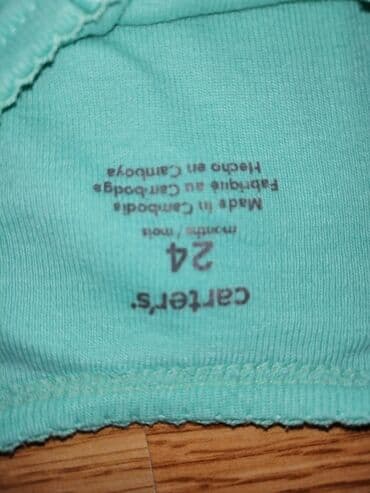 carter's
24
months / mois
Made in Cambodia
Fabriqué au Cambodge
Hecho en Camboya